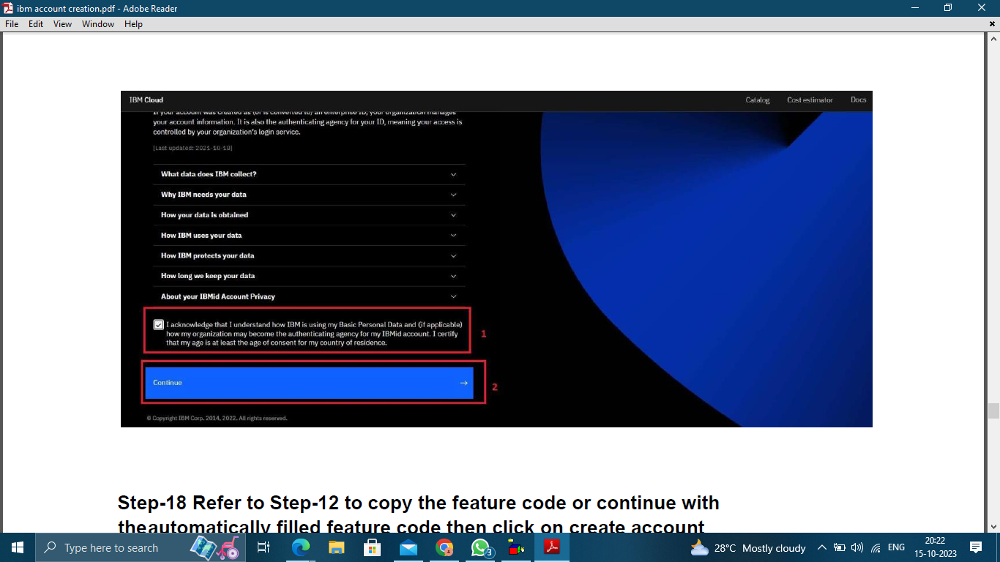 ibm account creation.pdf - Adobe Reader
File Edit View Window Help
IBM Cloud Catalog Cost estimator Docs
If your account was created as (or is converted to) an enterprise ID, your organization manages
your account information. It is also the authenticating agency for your ID, meaning your access is
controlled by your organization's login service.
[Last updated: 2021-10-18]
What data does IBM collect?
Why IBM needs your data
How your data is obtained
How IBM uses your data
How IBM protects your data
How long we keep your data
About your IBMid Account Privacy
I acknowledge that I understand how IBM is using my Basic Personal Data and (if applicable)
how my organization may become the authenticating agency for my IBMid account. I certify
that my age is at least the age of consent for my country of residence.
1
Continue
2
© Copyright IBM Corp. 2014, 2022. All rights reserved.
Step-18 Refer to Step-12 to copy the feature code or continue with
theautomatically filled feature code then click on create account
Type here to search
3
28°C Mostly cloudy
ENG
20:22
15-10-2023